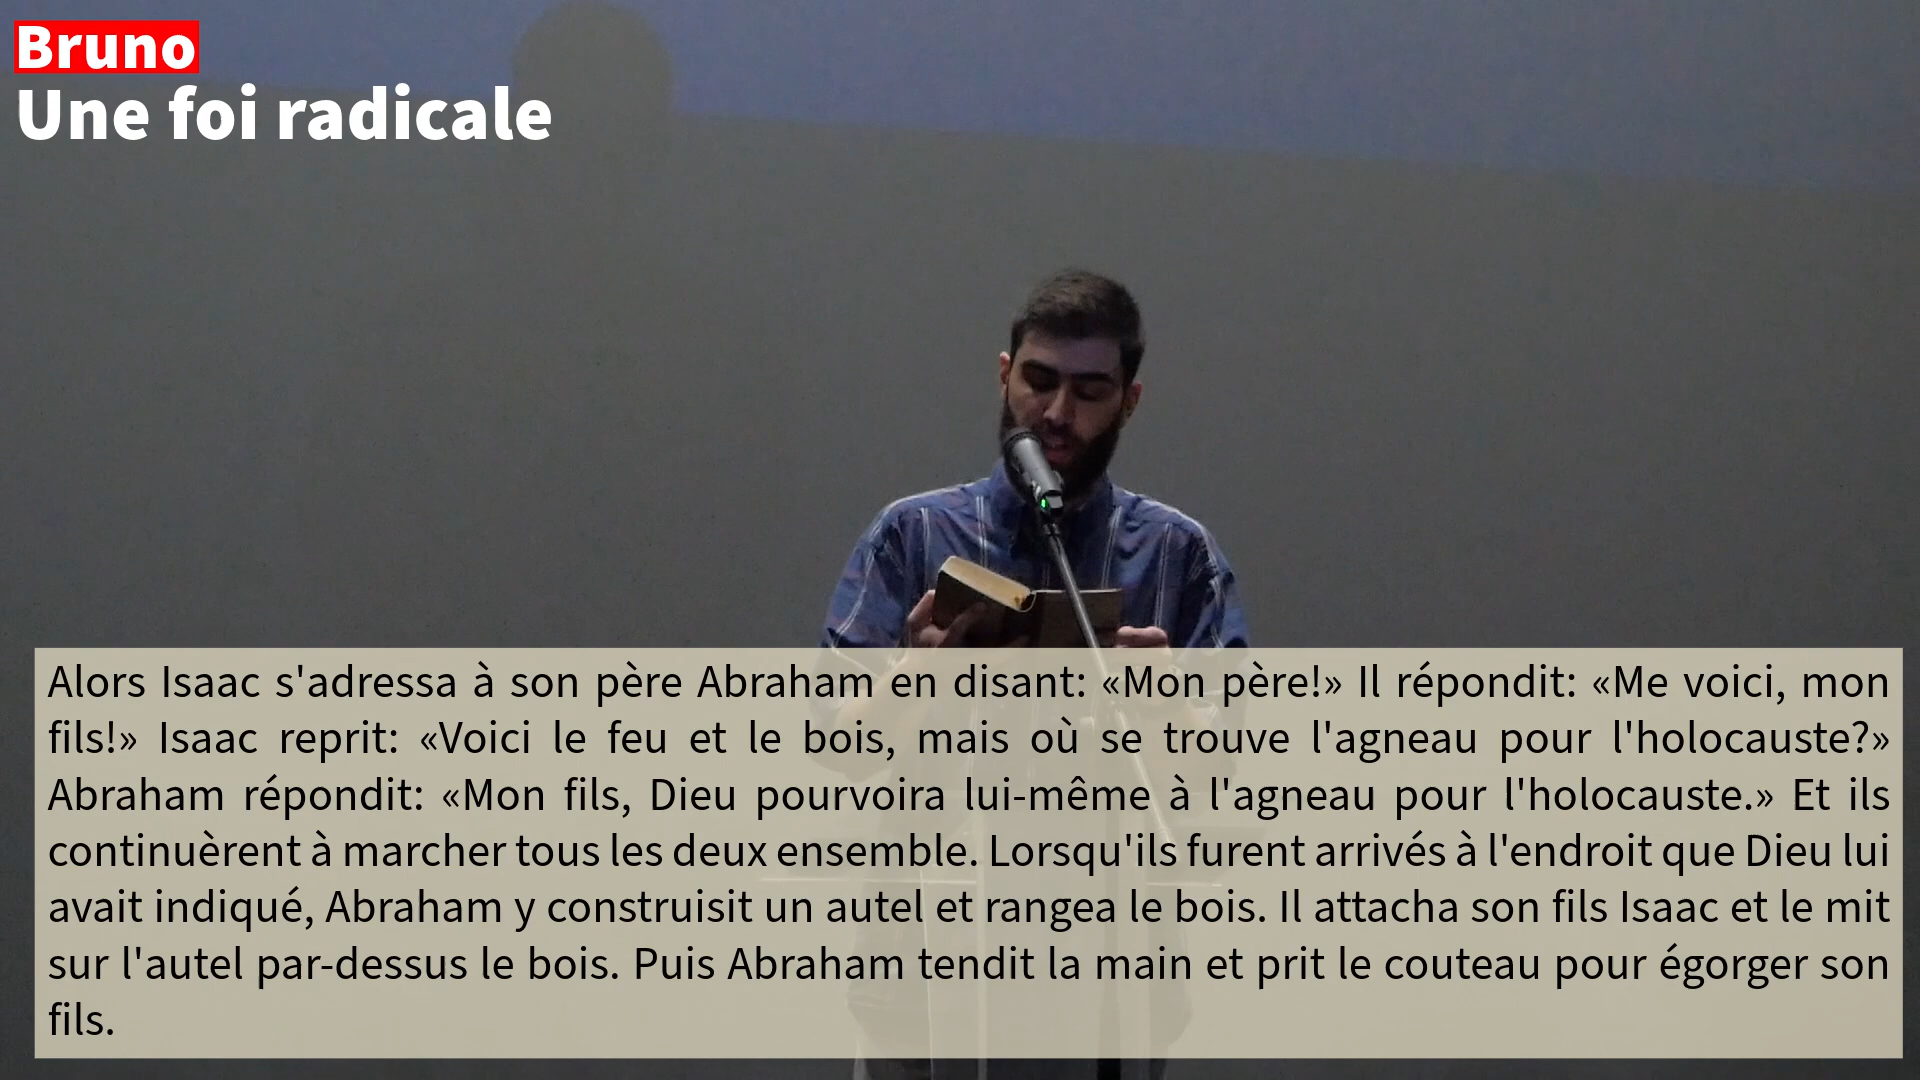 Bruno
Une foi radicale
Alors Isaac s'adressa à son père Abraham en disant: «Mon père!» Il répondit: «Me voici, mon
fils!» Isaac reprit: «Voici le feu et le bois, mais où se trouve l'agneau pour l'holocauste?»
Abraham répondit: «Mon fils, Dieu pourvoira lui-même à l'agneau pour l'holocauste.» Et ils
continuèrent à marcher tous les deux ensemble. Lorsqu'ils furent arrivés à l'endroit que Dieu lui
avait indiqué, Abraham y construisit un autel et rangea le bois. Il attacha son fils Isaac et le mit
sur l'autel par-dessus le bois. Puis Abraham tendit la main et prit le couteau pour égorger son
fils.